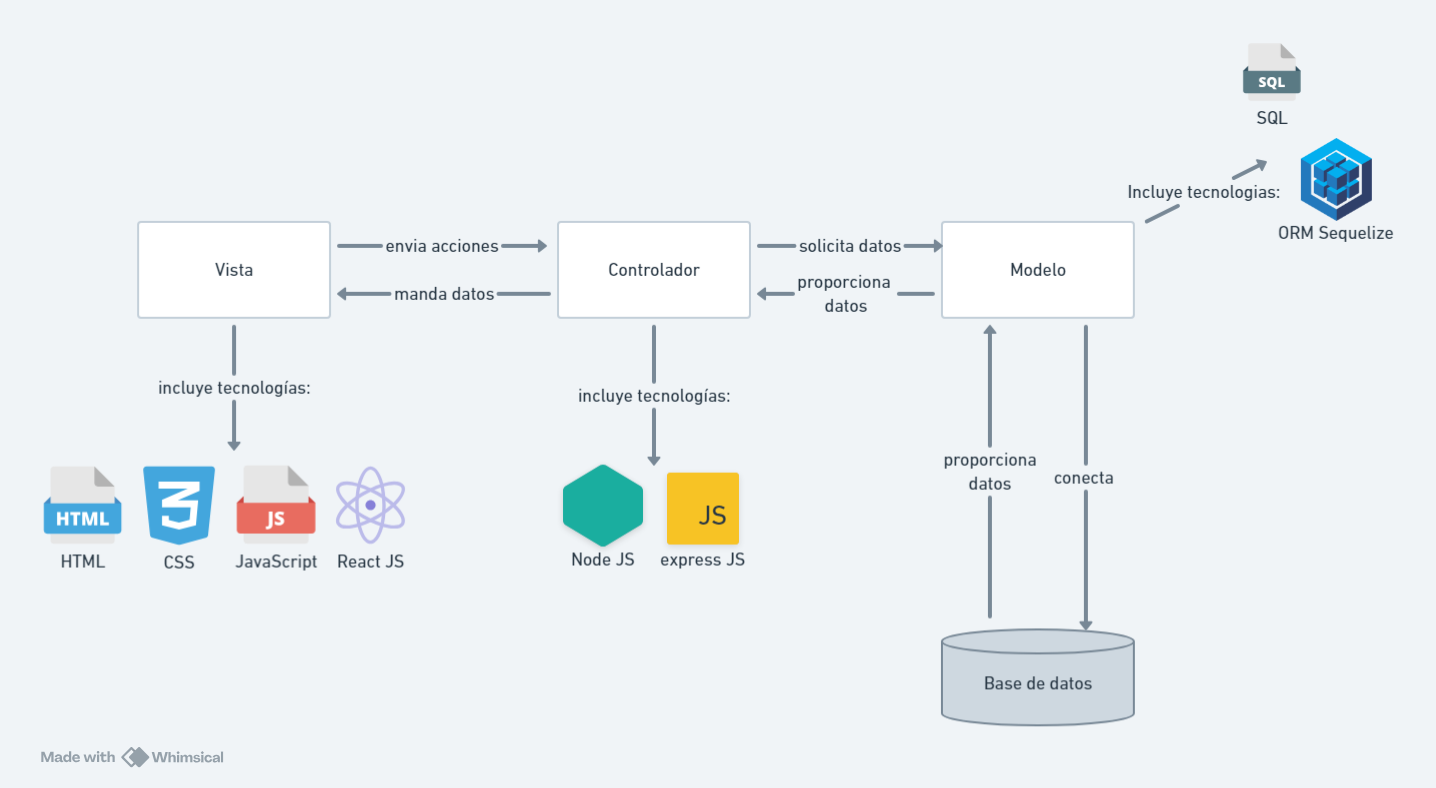 SQL
SQL
Incluye tecnologias:
ORM Sequelize
Vista
envia acciones
manda datos
Controlador
solicita datos
proporciona
datos
Modelo
incluye tecnologías:
incluye tecnologías:
proporciona
datos
conecta
HTML
HTML
CSS
JS
JavaScript
React JS
Node JS
JS
express JS
Base de datos
Made with Whimsical